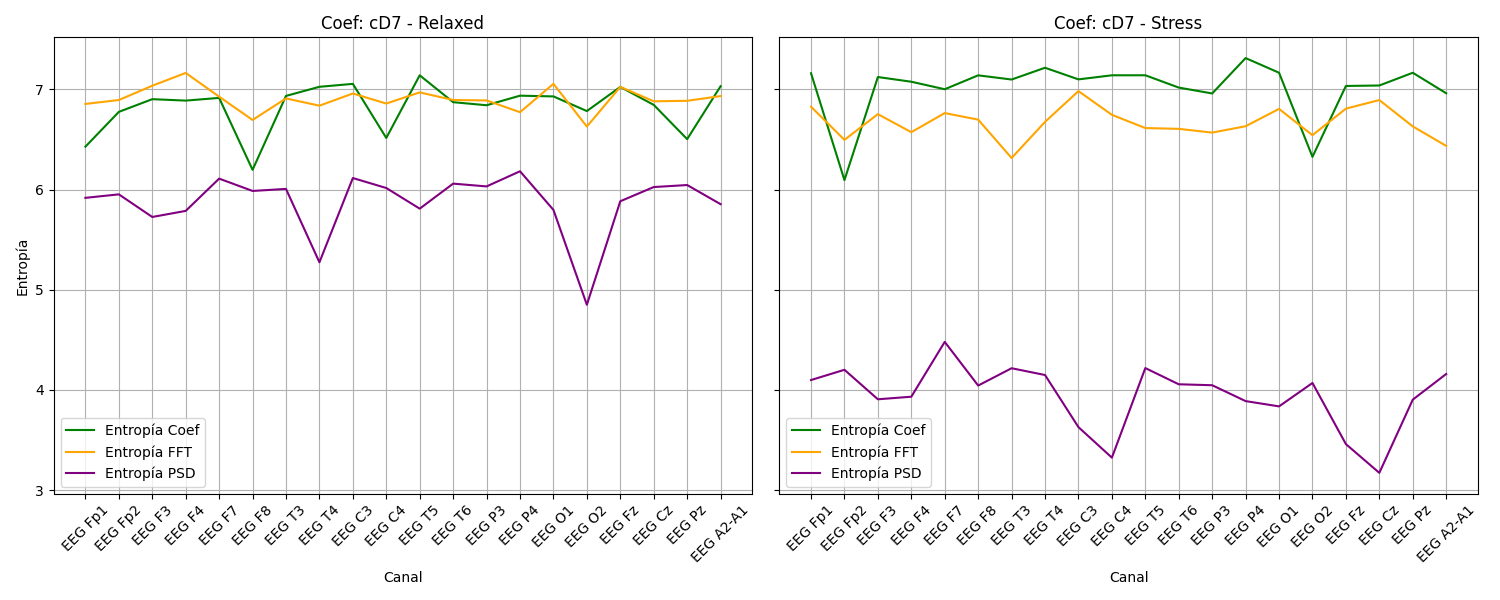 Coef: cD7 - Relaxed
Entropía
7
6
5
4
3
Entropía Coef
Entropía FFT
Entropía PSD
EEG Fp1
EEG Fp2
EEG F3
EEG F4
EEG F7
EEG F8
EEG T3
EEG T4
EEG C3
EEG C4
EEG T5
EEG T6
EEG P3
EEG P4
EEG O1
EEG O2
EEG Fz
EEG Cz
EEG Pz
EEG A2-A1
Canal
Coef: cD7 - Stress
Entropía Coef
Entropía FFT
Entropía PSD
EEG Fp1
EEG Fp2
EEG F3
EEG F4
EEG F7
EEG F8
EEG T3
EEG T4
EEG C3
EEG C4
EEG T5
EEG T6
EEG P3
EEG P4
EEG O1
EEG O2
EEG Fz
EEG Cz
EEG Pz
EEG A2-A1
Canal